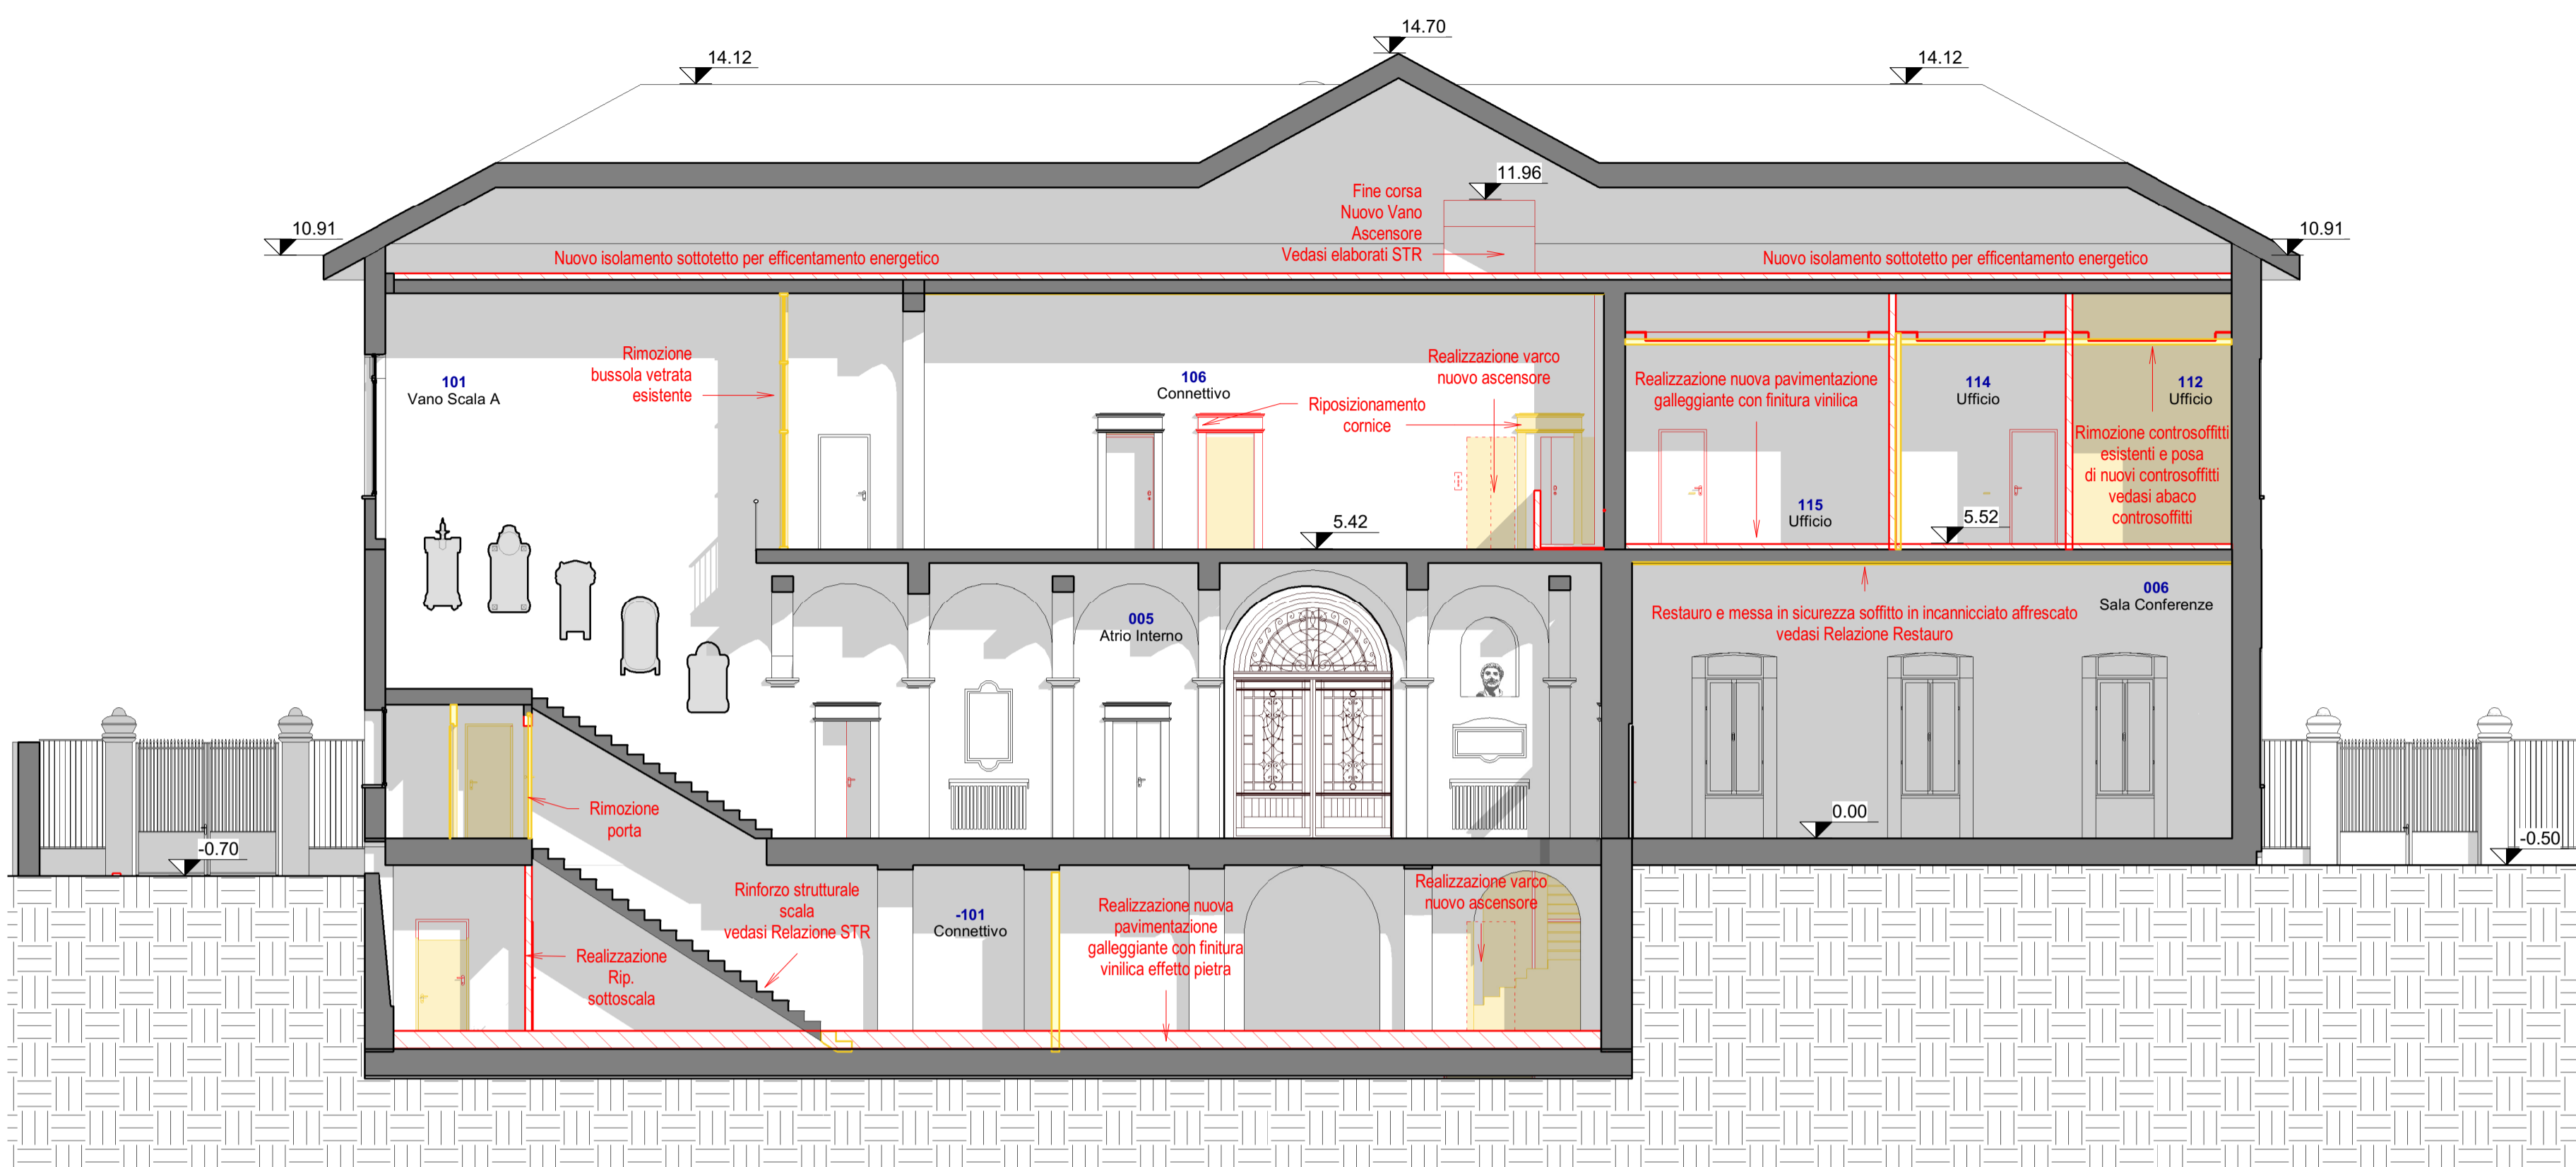 14.70
14.12
14.12
11.96
10.91
10.91
Fine corsa
Nuovo Vano
Ascensore
Vedasi elaborati STR
Nuovo isolamento sottotetto per efficentamento energetico
Nuovo isolamento sottotetto per efficentamento energetico
Rimozione
bussola vetrata
esistente
101
Vano Scala A
106
Connettivo
Realizzazione varco
nuovo ascensore
Riposizionamento
cornice
Realizzazione nuova pavimentazione
galleggiante con finitura vinilica
114
Ufficio
112
Ufficio
Rimozione controsoffitti
esistenti e posa
di nuovi controsoffitti
vedasi abaco
controsoffitti
115
Ufficio
5.42
5.52
005
Atrio Interno
006
Sala Conferenze
Restauro e messa in sicurezza soffitto in incannicciato affrescato
vedasi Relazione Restauro
Rimozione
porta
0.00
-0.70
-0.50
Rinforzo strutturale
scala
vedasi Relazione STR
-101
Connettivo
Realizzazione nuova
pavimentazione
galleggiante con finitura
vinilica effetto pietra
Realizzazione varco
nuovo ascensore
Realizzazione
Rip.
sottoscala